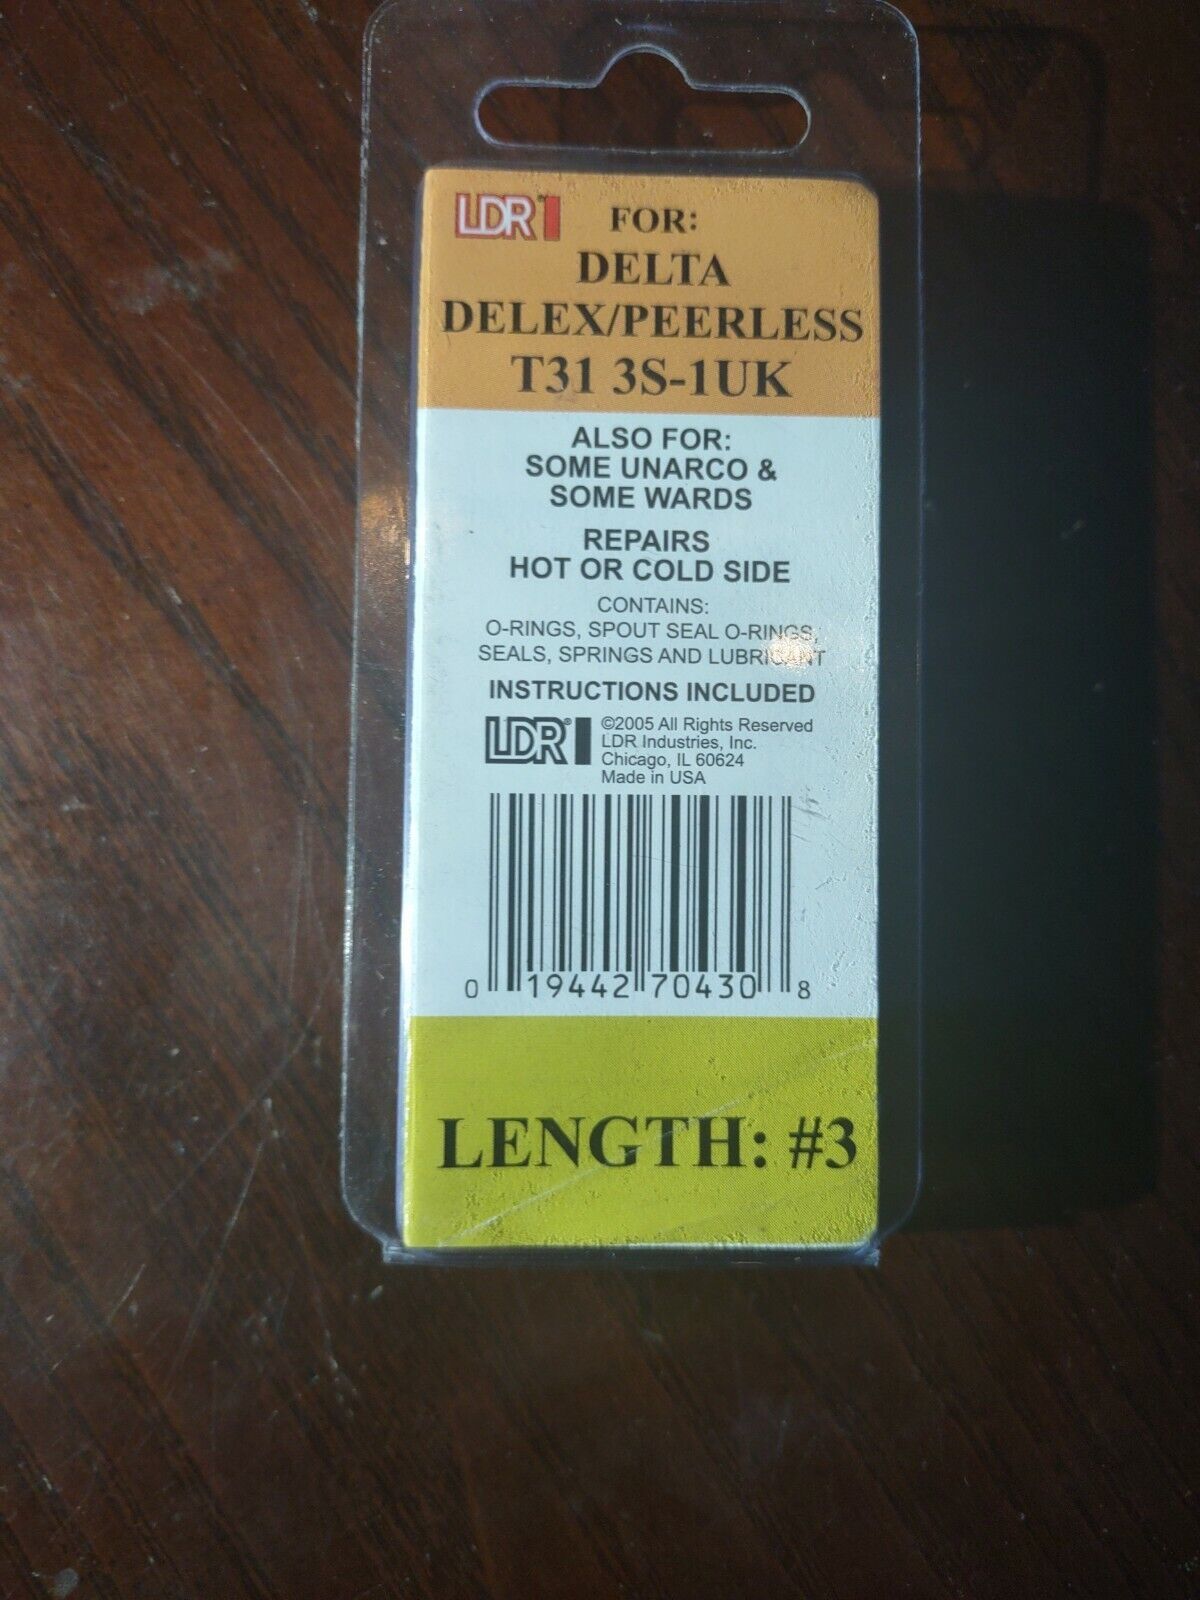 LDR® FOR:
DELTA
DELEX/PEERLESS
T31 3S-1UK
ALSO FOR:
SOME UNARCO &
SOME WARDS
REPAIRS
HOT OR COLD SIDE
CONTAINS:
O-RINGS, SPOUT SEAL O-RINGS,
SEALS, SPRINGS AND LUBRICANT
INSTRUCTIONS INCLUDED
LDR® ©2005 All Rights Reserved
LDR Industries, Inc.
Chicago, IL 60624
Made in USA
0 19442 70430 8
LENGTH: #3